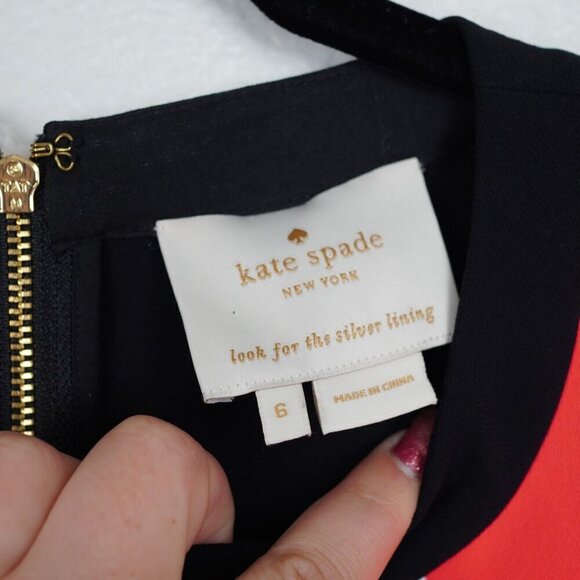 kate spade
NEW YORK
look for the silver lining
6
MADE IN CHINA